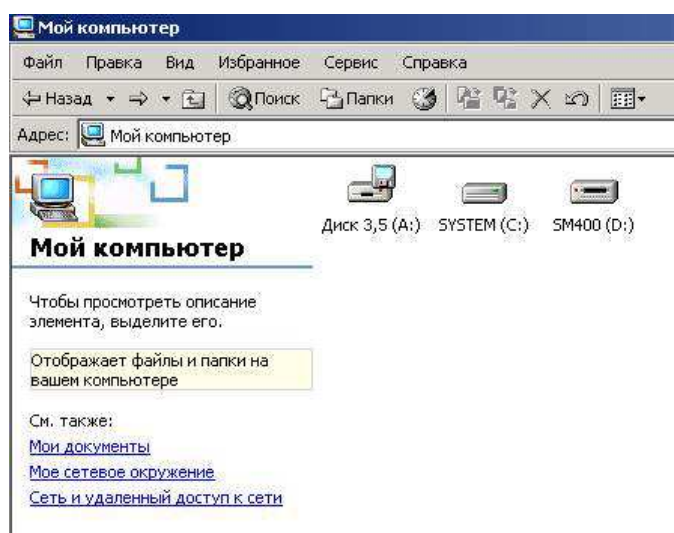 Мой компьютер
Файл Правка Вид Избранное Сервис Справка
Назад Поиск Папки
Адрес: Мой компьютер
Диск 3,5 (A:) SYSTEM (C:) SM400 (D:)
Мой компьютер
Чтобы просмотреть описание
элемента, выделите его.
Отображает файлы и папки на
вашем компьютере
См. также:
Мои документы
Мое сетевое окружение
Сеть и удаленный доступ к сети